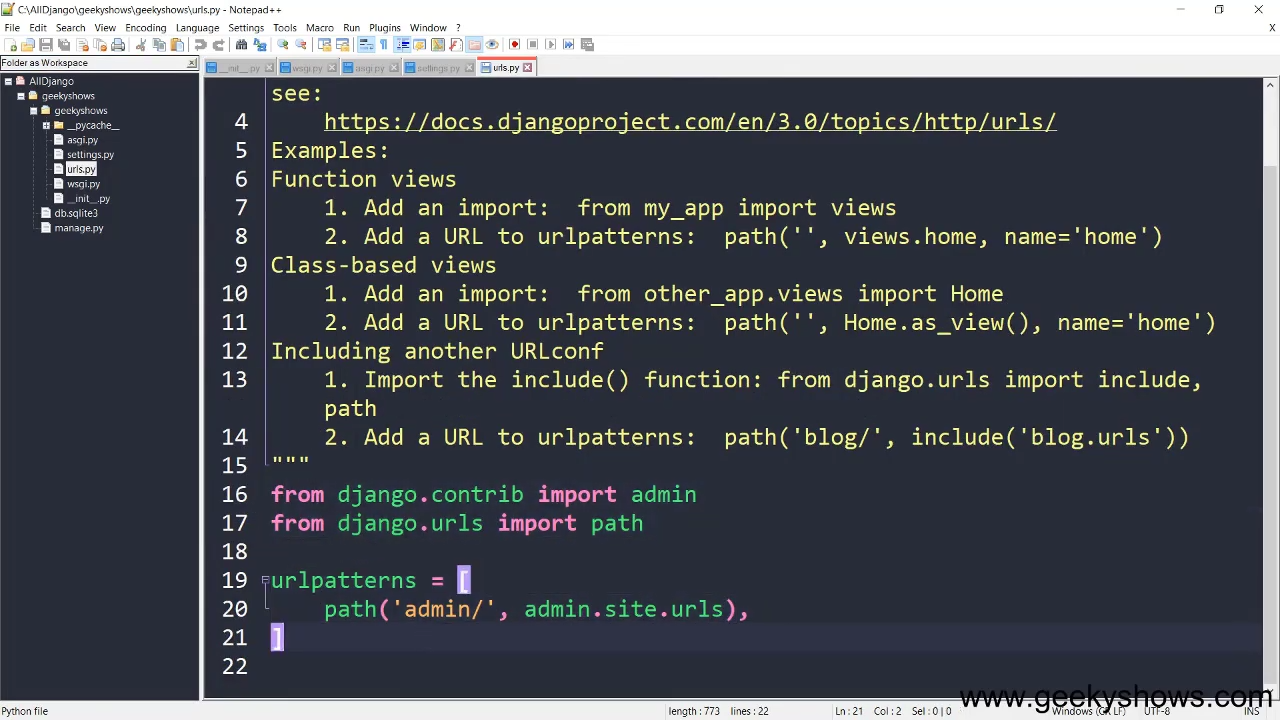 C:\AllDjango\geekyshows\geekyshows\urls.py - Notepad++
File Edit Search View Encoding Language Settings Tools Macro Run Plugins Window ?
X
Folder as Workspace
AllDjango
geekyshows
geekyshows
__pycache__
asgi.py
settings.py
urls.py
wsgi.py
__init__.py
db.sqlite3
manage.py
__init__.py wsgi.py asgi.py settings.py urls.py
see:
4 https://docs.djangoproject.com/en/3.0/topics/http/urls/
5 Examples:
6 Function views
7 1. Add an import:  from my_app import views
8 2. Add a URL to urlpatterns:  path('', views.home, name='home')
9 Class-based views
10 1. Add an import:  from other_app.views import Home
11 2. Add a URL to urlpatterns:  path('', Home.as_view(), name='home')
12 Including another URLconf
13 1. Import the include() function: from django.urls import include,
path
14 2. Add a URL to urlpatterns:  path('blog/', include('blog.urls'))
15 """
16 from django.contrib import admin
17 from django.urls import path
18
19 urlpatterns = [
20 path('admin/', admin.site.urls),
21 ]
22
www.geekyshows.com
Python file length : 773 lines : 22 Ln : 21 Col : 2 Sel : 0 | 0 Windows (CR LF) UTF-8 INS